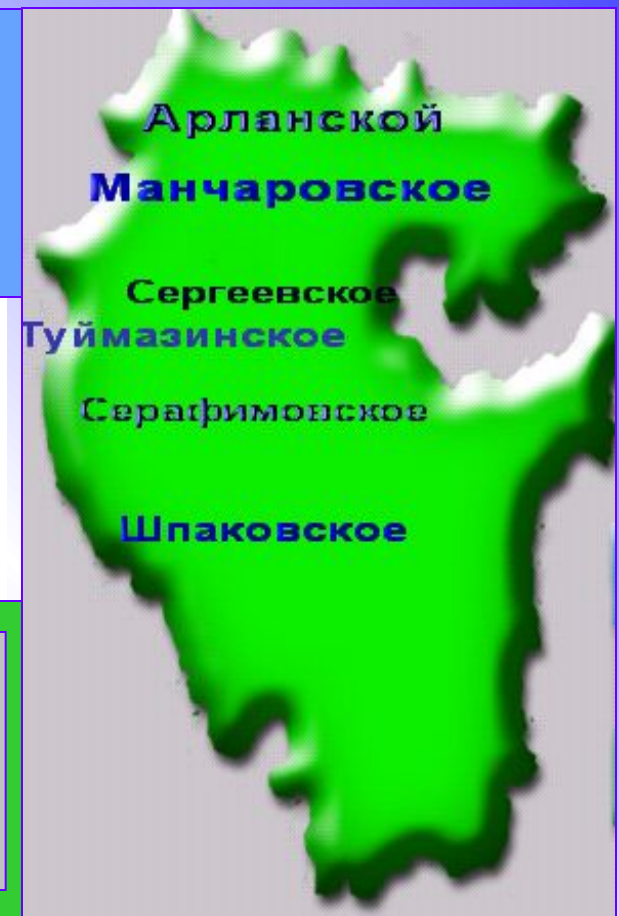 Арланской
Манчаровское
Сергеевское
Туймазинское
Серафимовское
Шпаковское